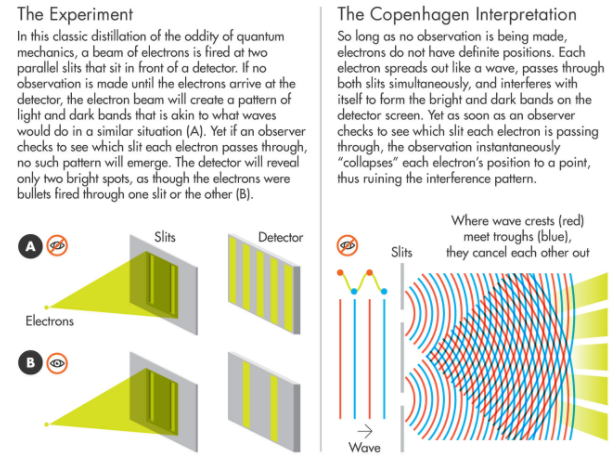 The Experiment
In this classic distillation of the oddity of quantum
mechanics, a beam of electrons is fired at two
parallel slits that sit in front of a detector. If no
observation is made until the electrons arrive at the
detector, the electron beam will create a pattern of
light and dark bands that is akin to what waves
would do in a similar situation (A). Yet if an observer
checks to see which slit each electron passes through,
no such pattern will emerge. The detector will reveal
only two bright spots, as though the electrons were
bullets fired through one slit or the other (B).
A
Slits
Detector
Electrons
B
The Copenhagen Interpretation
So long as no observation is being made,
electrons do not have definite positions. Each
electron spreads out like a wave, passes through
both slits simultaneously, and interferes with
itself to form the bright and dark bands on the
detector screen. Yet as soon as an observer
checks to see which slit each electron is passing
through, the observation instantaneously
“collapses” each electron’s position to a point,
thus ruining the interference pattern.
Where wave crests (red)
meet troughs (blue),
they cancel each other out
Slits
Wave